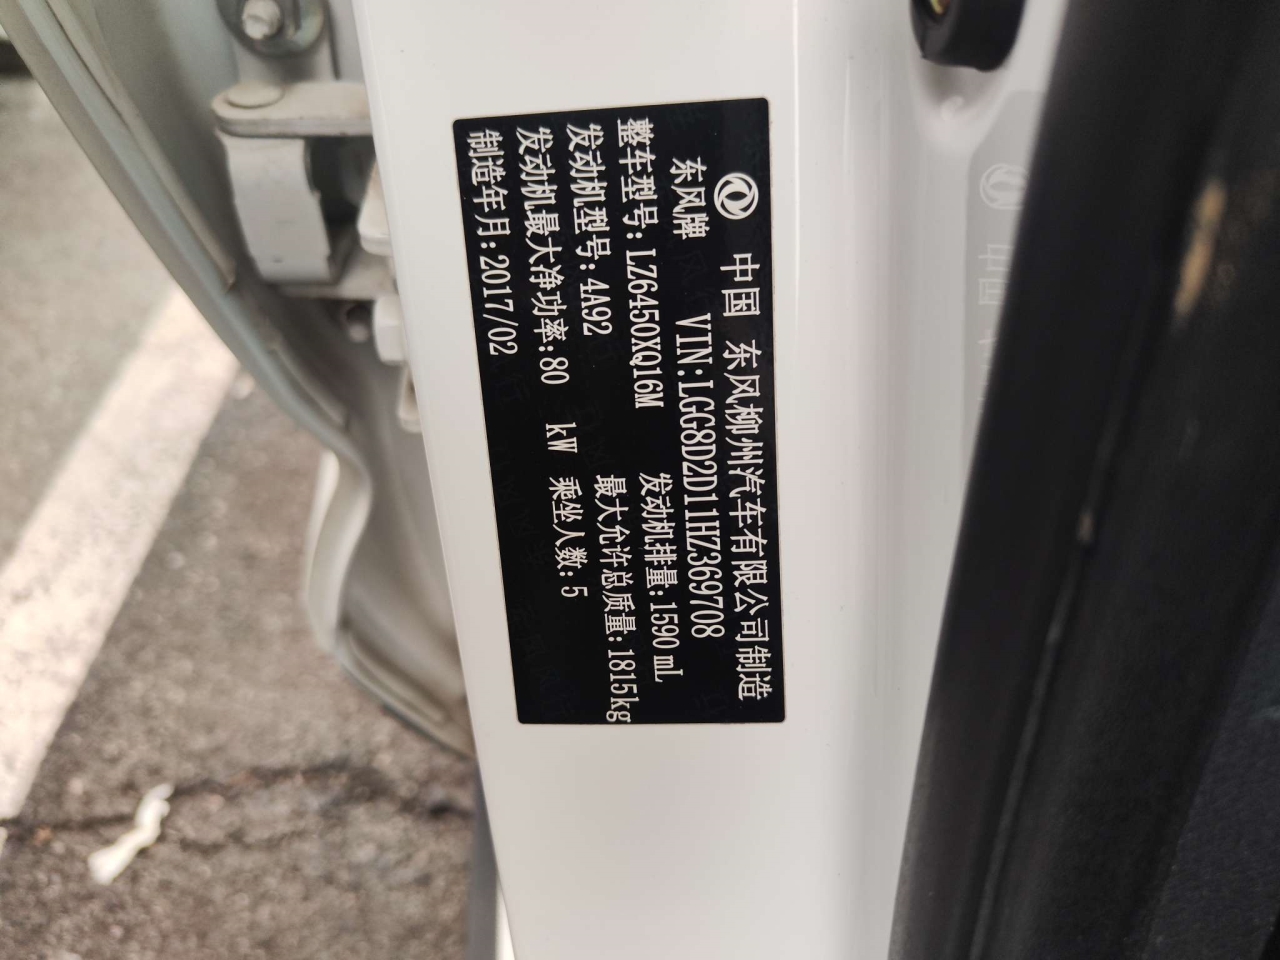 中国 东风柳州汽车有限公司制造
东风牌 VIN:LGG8D2D11HZ369708
整车型号:LZ6450XQ16M 发动机排量:1590mL
发动机型号:4A92 最大允许总质量:1815kg
发动机最大净功率:80 kW 乘坐人数:5
制造年月:2017/02